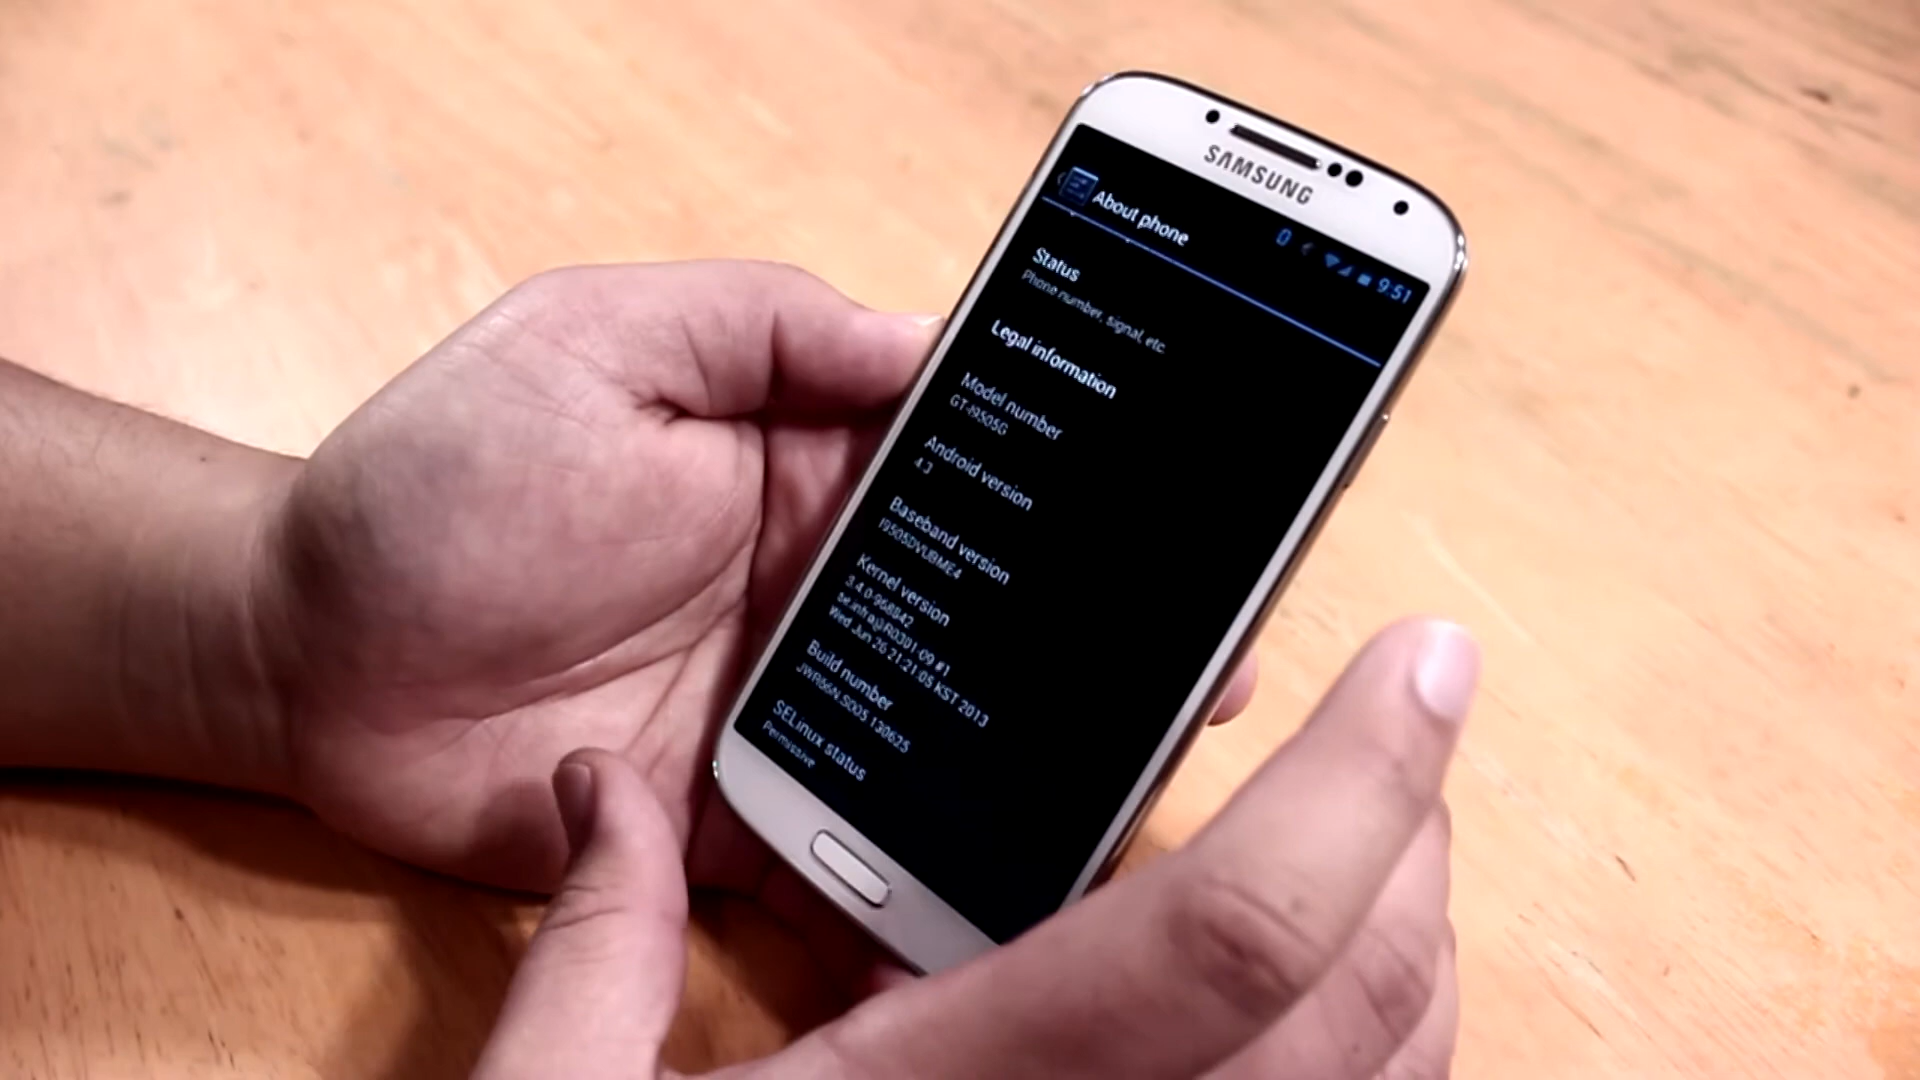 SAMSUNG
9:51
About phone
Status
Phone number, signal, etc.
Legal information
Model number
GT-I9505G
Android version
4.3
Baseband version
I9505DVUBME4
Kernel version
3.4.0-968842
se.infra@R0301-09 #1
Wed Jun 26 21:21:05 KST 2013
Build number
JWR66N.S005.130625
SELinux status
Permissive